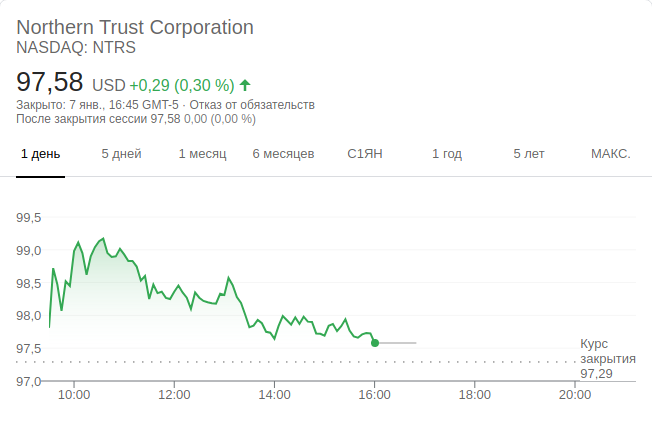 Northern Trust Corporation
NASDAQ: NTRS
97,58 USD +0,29 (0,30 %)
Закрыто: 7 янв., 16:45 GMT-5 · Отказ от обязательств
После закрытия сессии 97,58 0,00 (0,00 %)
1 день 5 дней 1 месяц 6 месяцев С1ЯН 1 год 5 лет МАКС.
99,5
99,0
98,5
98,0
97,5
Курс
закрытия
97,29
97,0
10:00 12:00 14:00 16:00 18:00 20:00